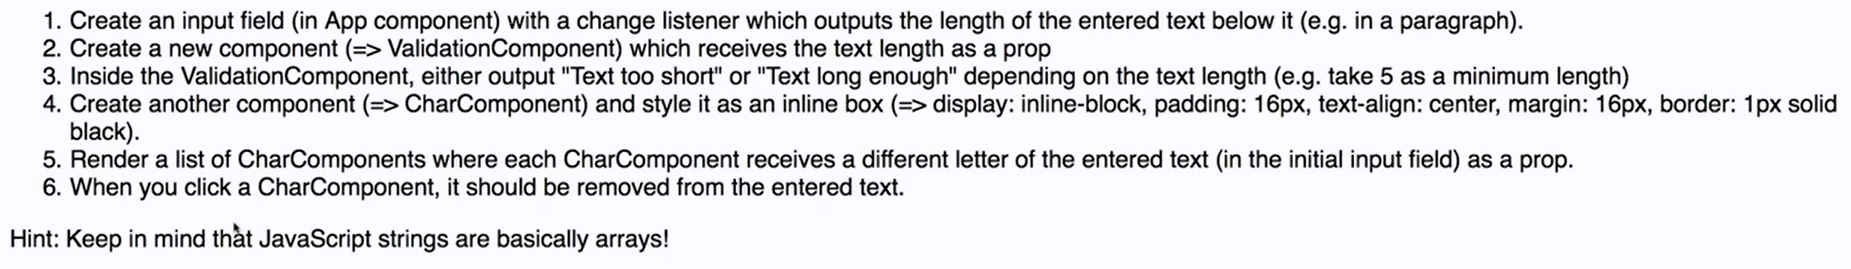 1. Create an input field (in App component) with a change listener which outputs the length of the entered text below it (e.g. in a paragraph).
2. Create a new component (=> ValidationComponent) which receives the text length as a prop
3. Inside the ValidationComponent, either output "Text too short" or "Text long enough" depending on the text length (e.g. take 5 as a minimum length)
4. Create another component (=> CharComponent) and style it as an inline box (=> display: inline-block, padding: 16px, text-align: center, margin: 16px, border: 1px solid
black).
5. Render a list of CharComponents where each CharComponent receives a different letter of the entered text (in the initial input field) as a prop.
6. When you click a CharComponent, it should be removed from the entered text.
Hint: Keep in mind that JavaScript strings are basically arrays!